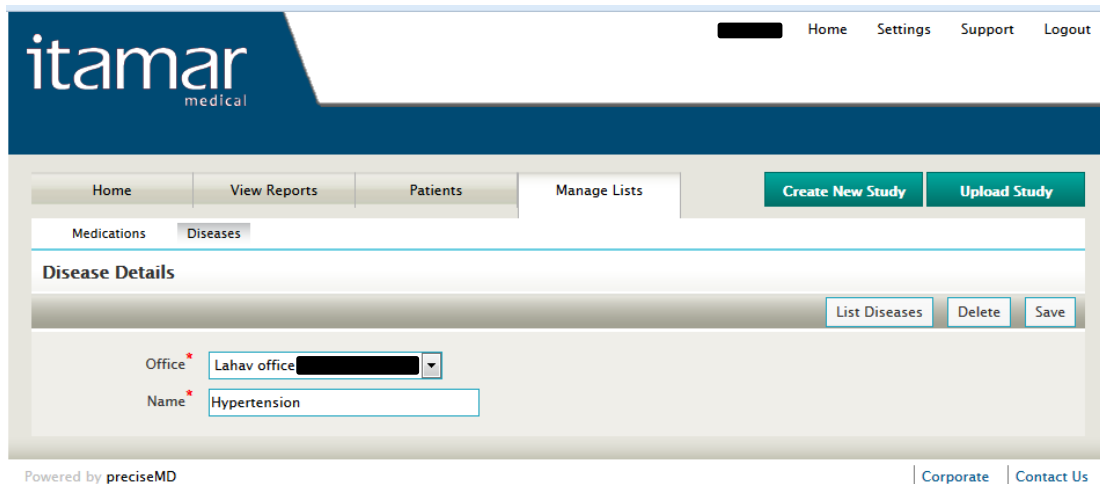 Home Settings Support Logout
itamar
medical
Home View Reports Patients Manage Lists Create New Study Upload Study
Medications Diseases
Disease Details
List Diseases Delete Save
Office* Lahav office
Name* Hypertension
Powered by preciseMD Corporate Contact Us